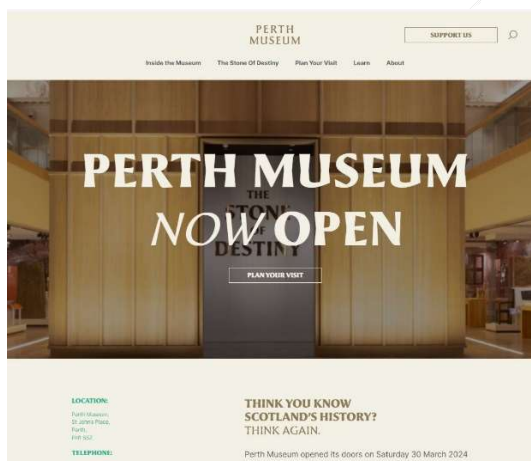 PERTH
MUSEUM
SUPPORT US
Inside the Museum The Stone Of Destiny Plan Your Visit Learn About
PERTH MUSEUM
THE
STONE
NOW OPEN
OF
DESTINY
PLAN YOUR VISIT
LOCATION:
Perth Museum,
St Johns Place,
Perth,
THINK YOU KNOW
SCOTLAND'S HISTORY?
THINK AGAIN.
TELEPHONE:
Perth Museum opened its doors on Saturday 30 March 2024